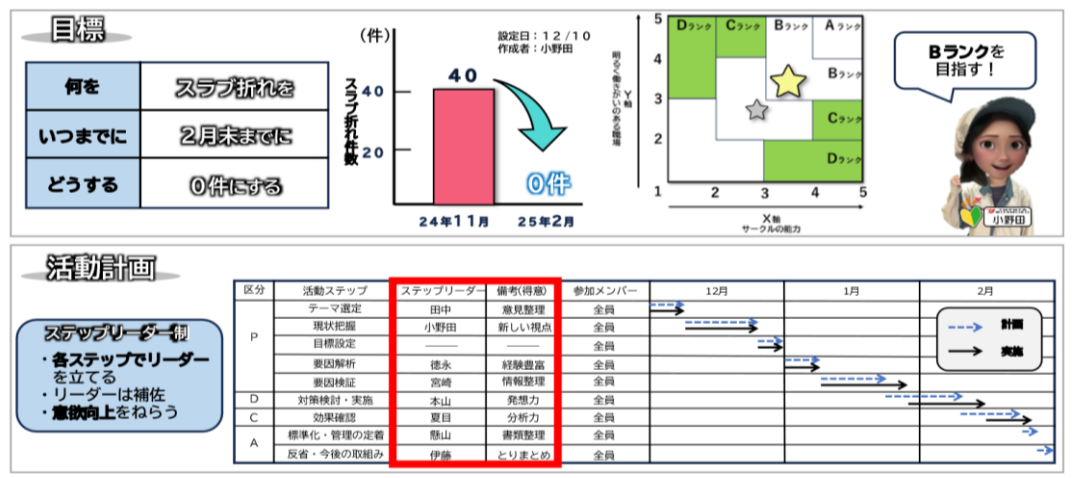 目標
何を スラブ折れを
いつまでに 2月末までに
どうする 0件にする
(件)
設定日:12/10
作成者:小野田
スラブ折れ件数
40
40
20
0件
24年11月 25年2月
明るく働きがいのある職場
Y軸
5
4
3
2
1
Dランク Cランク Bランク Aランク
Bランク
Cランク
Dランク
2 3 4 5
X軸
サークルの能力
Bランクを
目指す!
小野田
活動計画
ステップリーダー制
・各ステップでリーダー
を立てる
・リーダーは補佐
・意欲向上をねらう
区分 活動ステップ ステップリーダー 備考(得意) 参加メンバー 12月 1月 2月
P
テーマ選定 田中 意見整理 全員
現状把握 小野田 新しい視点 全員
目標設定 ――― ――― 全員
要因解析 徳永 経験豊富 全員
要因検証 宮崎 情報整理 全員
D 対策検討・実施 本山 発想力 全員
C 効果確認 夏目 分析力 全員
A
標準化・管理の定着 懸山 書類整理 全員
反省・今後の取組み 伊藤 とりまとめ 全員
計画
実施